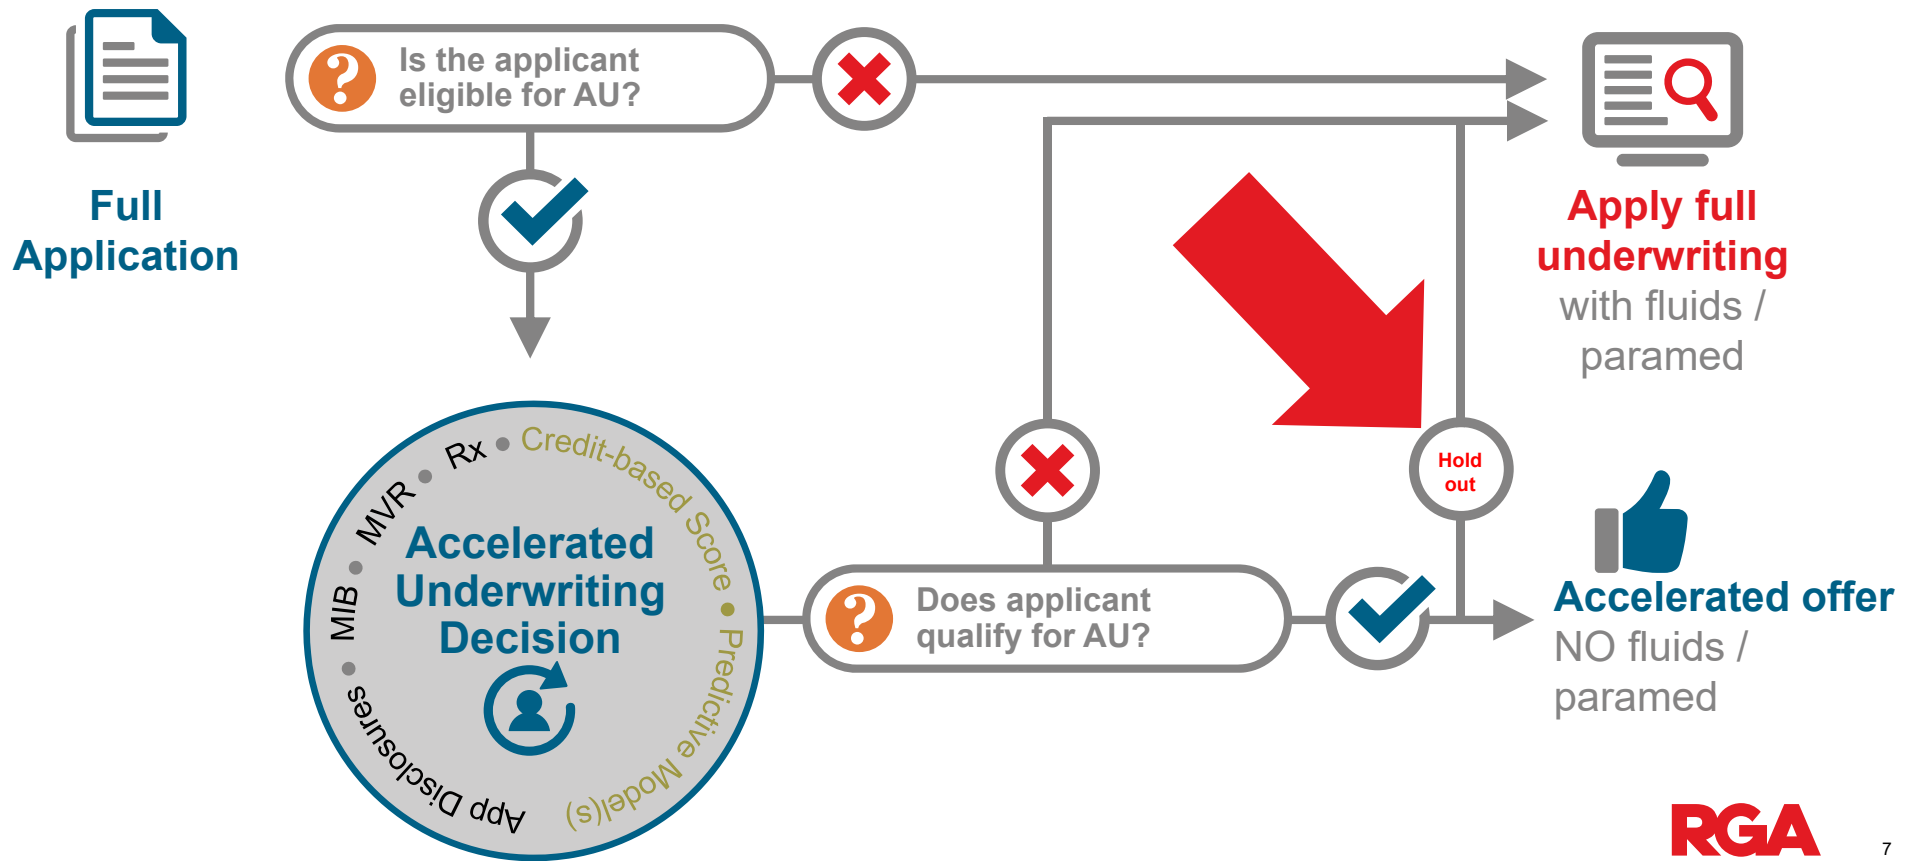 Full
Application
Is the applicant
eligible for AU?
Apply full
underwriting
with fluids /
paramed
App Disclosures • MIB • MVR • Rx • Credit-based Score • Predictive Model(s)
Accelerated
Underwriting
Decision
Does applicant
qualify for AU?
Hold
out
Accelerated offer
NO fluids /
paramed
RGA
7